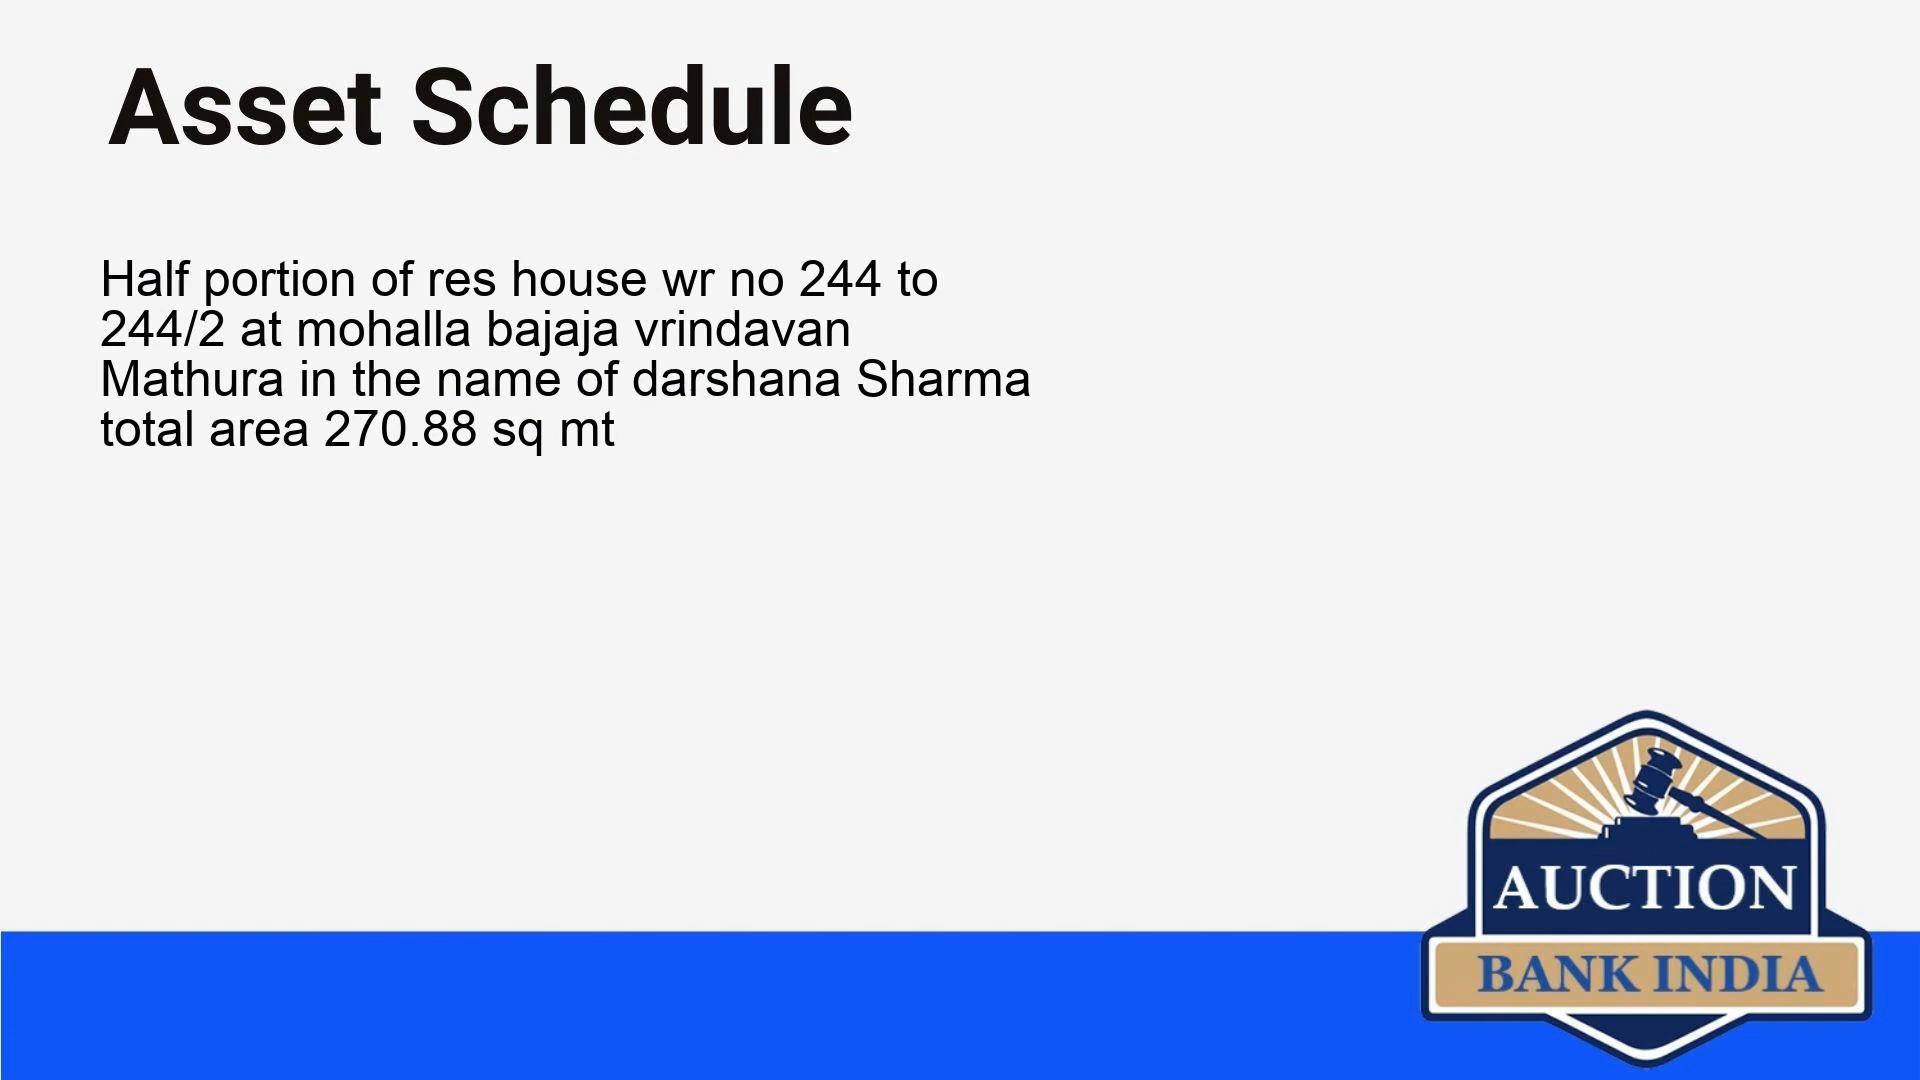 Asset Schedule
Half portion of res house wr no 244 to
244/2 at mohalla bajaja vrindavan
Mathura in the name of darshana Sharma
total area 270.88 sq mt
AUCTION
BANK INDIA